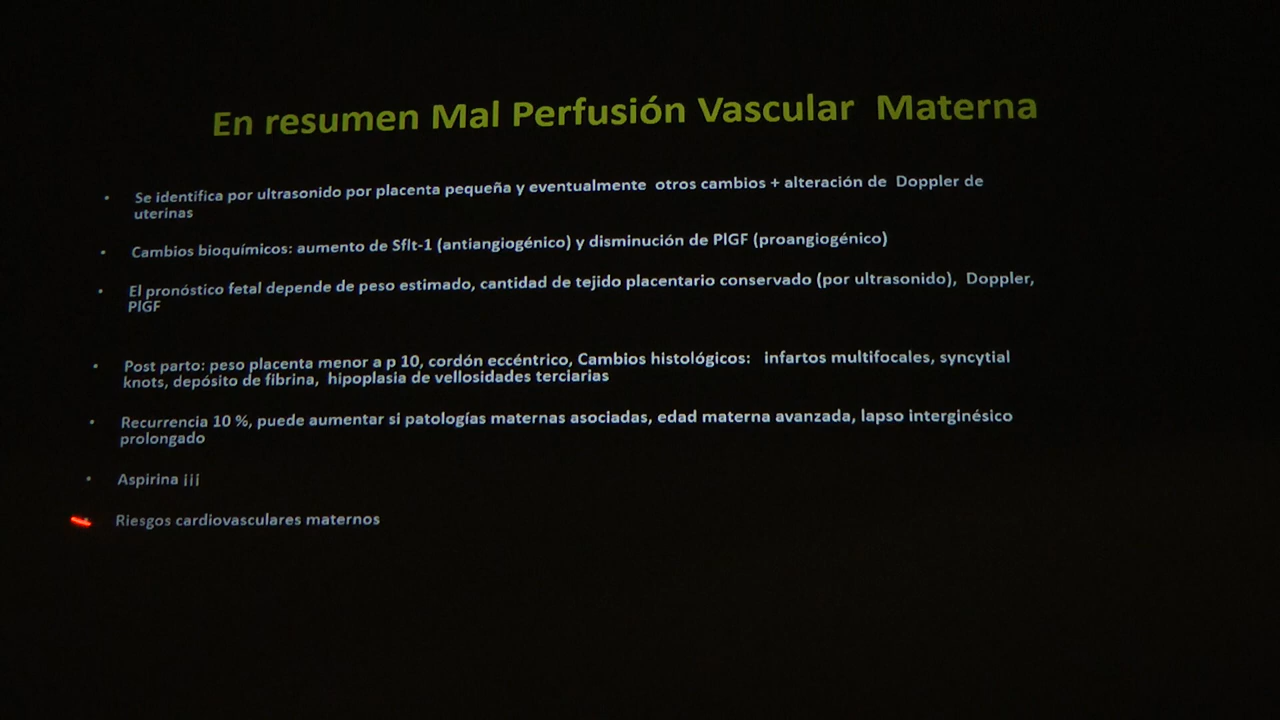 En resumen Mal Perfusión Vascular Materna
• Se identifica por ultrasonido por placenta pequeña y eventualmente otros cambios + alteración de Doppler de
uterinas
• Cambios bioquímicos: aumento de Sflt-1 (antiangiogénico) y disminución de PlGF (proangiogénico)
• El pronóstico fetal depende de peso estimado, cantidad de tejido placentario conservado (por ultrasonido), Doppler,
PlGF
• Post parto: peso placenta menor a p 10, cordón eccéntrico, Cambios histológicos: infartos multifocales, syncytial
knots, depósito de fibrina, hipoplasia de vellosidades terciarias
• Recurrencia 10 %, puede aumentar si patologías maternas asociadas, edad materna avanzada, lapso interginésico
prolongado
• Aspirina ¡¡¡
Riesgos cardiovasculares maternos